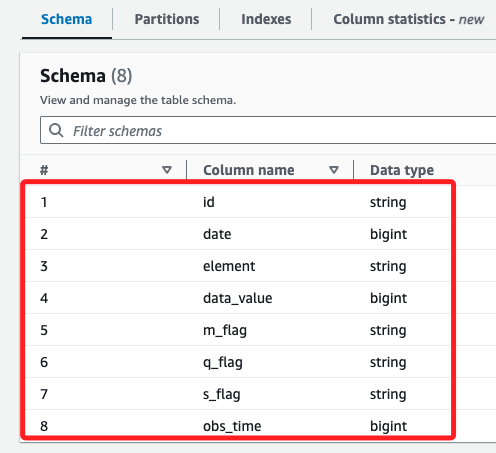 Schema Partitions Indexes Column statistics - new
Schema (8)
View and manage the table schema.
Filter schemas
# Column name Data type
1 id string
2 date bigint
3 element string
4 data_value bigint
5 m_flag string
6 q_flag string
7 s_flag string
8 obs_time bigint